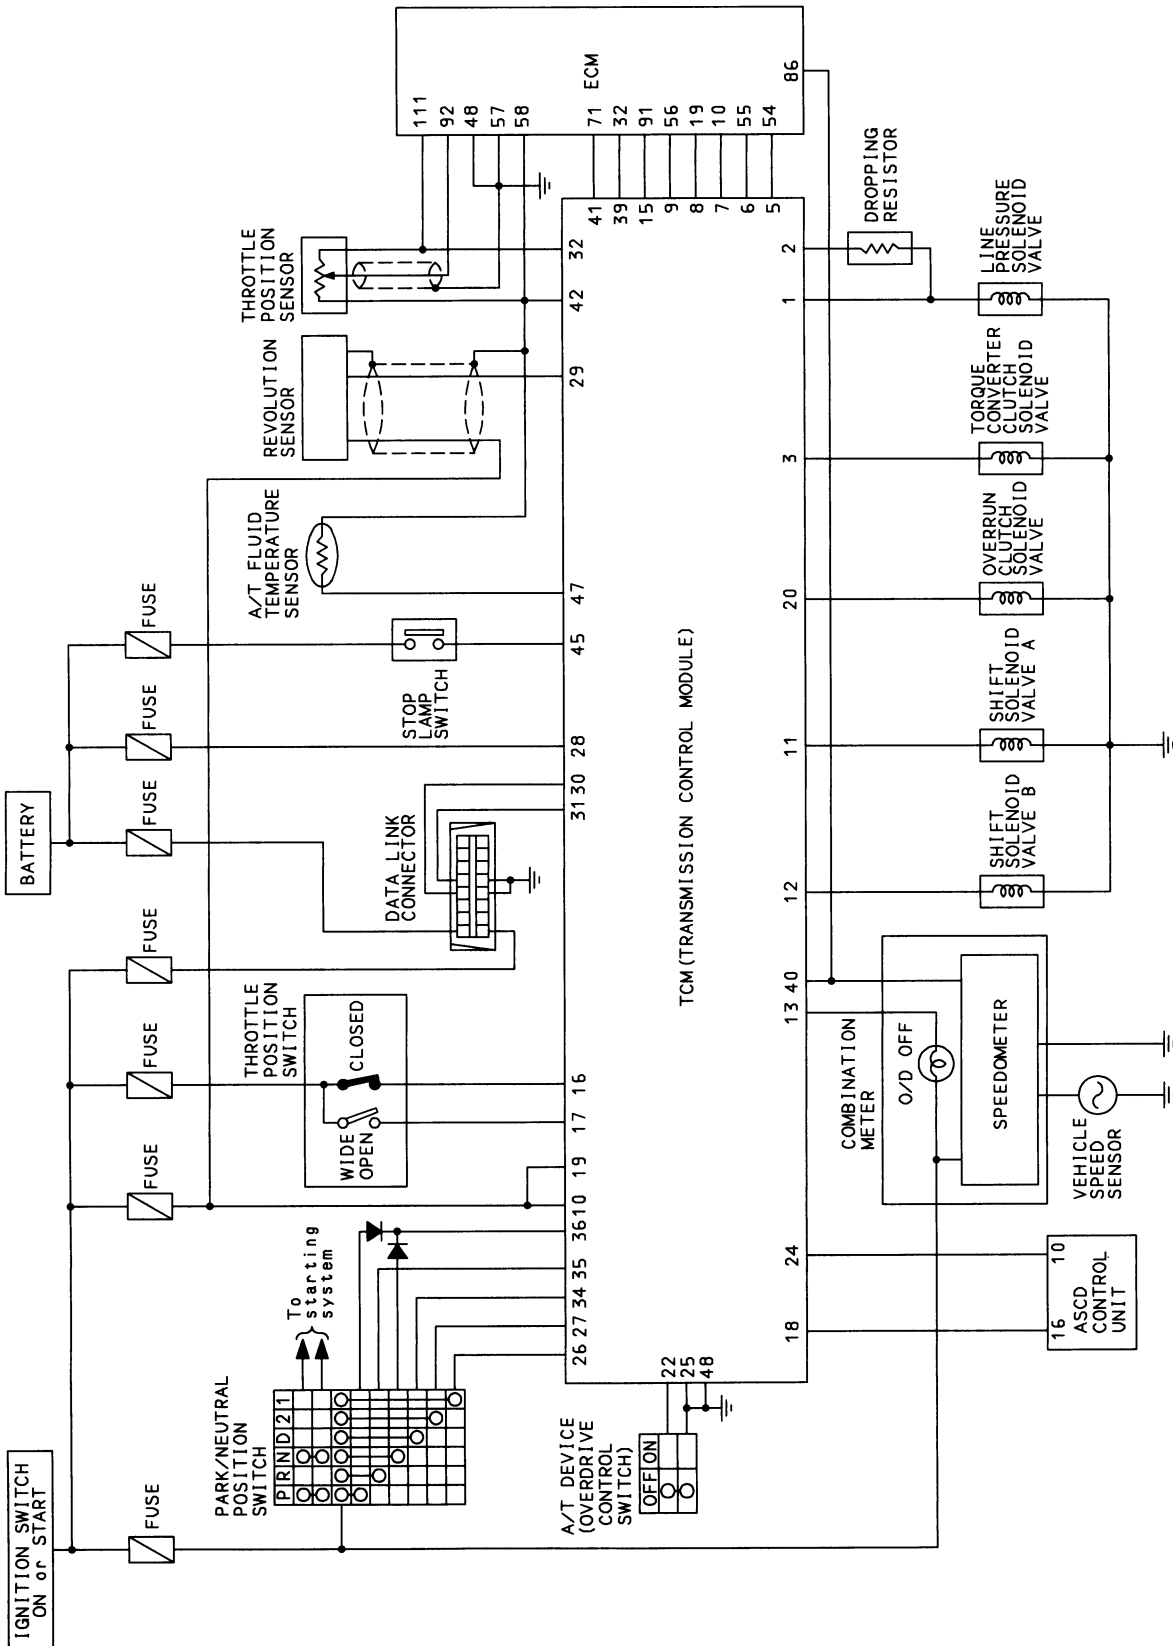 IGNITION SWITCH
ON or START
BATTERY
FUSE
FUSE
FUSE
FUSE
FUSE
FUSE
FUSE
PARK/NEUTRAL
POSITION
SWITCH
P R N D 2 1
To
starting
system
THROTTLE
POSITION
SWITCH
WIDE
OPEN
CLOSED
DATA LINK
CONNECTOR
STOP
LAMP
SWITCH
A/T FLUID
TEMPERATURE
SENSOR
REVOLUTION
SENSOR
THROTTLE
POSITION
SENSOR
111
92
48
57
58
71
32
91
56
19
10
55
54
ECM
86
26 27 34 35 36 10 19 17 16 31 30 28 45 47 29 42 32
41
39
15
9
8
7
6
5
TCM(TRANSMISSION CONTROL MODULE)
A/T DEVICE
(OVERDRIVE
CONTROL
SWITCH)
OFF ON
22
25
48
18 24 13 40 12 11 20 3 1 2
DROPPING
RESISTOR
16 10
ASCD
CONTROL
UNIT
COMBINATION
METER
O/D OFF
SPEEDOMETER
VEHICLE
SPEED
SENSOR
SHIFT
SOLENOID
VALVE B
SHIFT
SOLENOID
VALVE A
OVERRUN
CLUTCH
SOLENOID
VALVE
TORQUE
CONVERTER
CLUTCH
SOLENOID
VALVE
LINE
PRESSURE
SOLENOID
VALVE